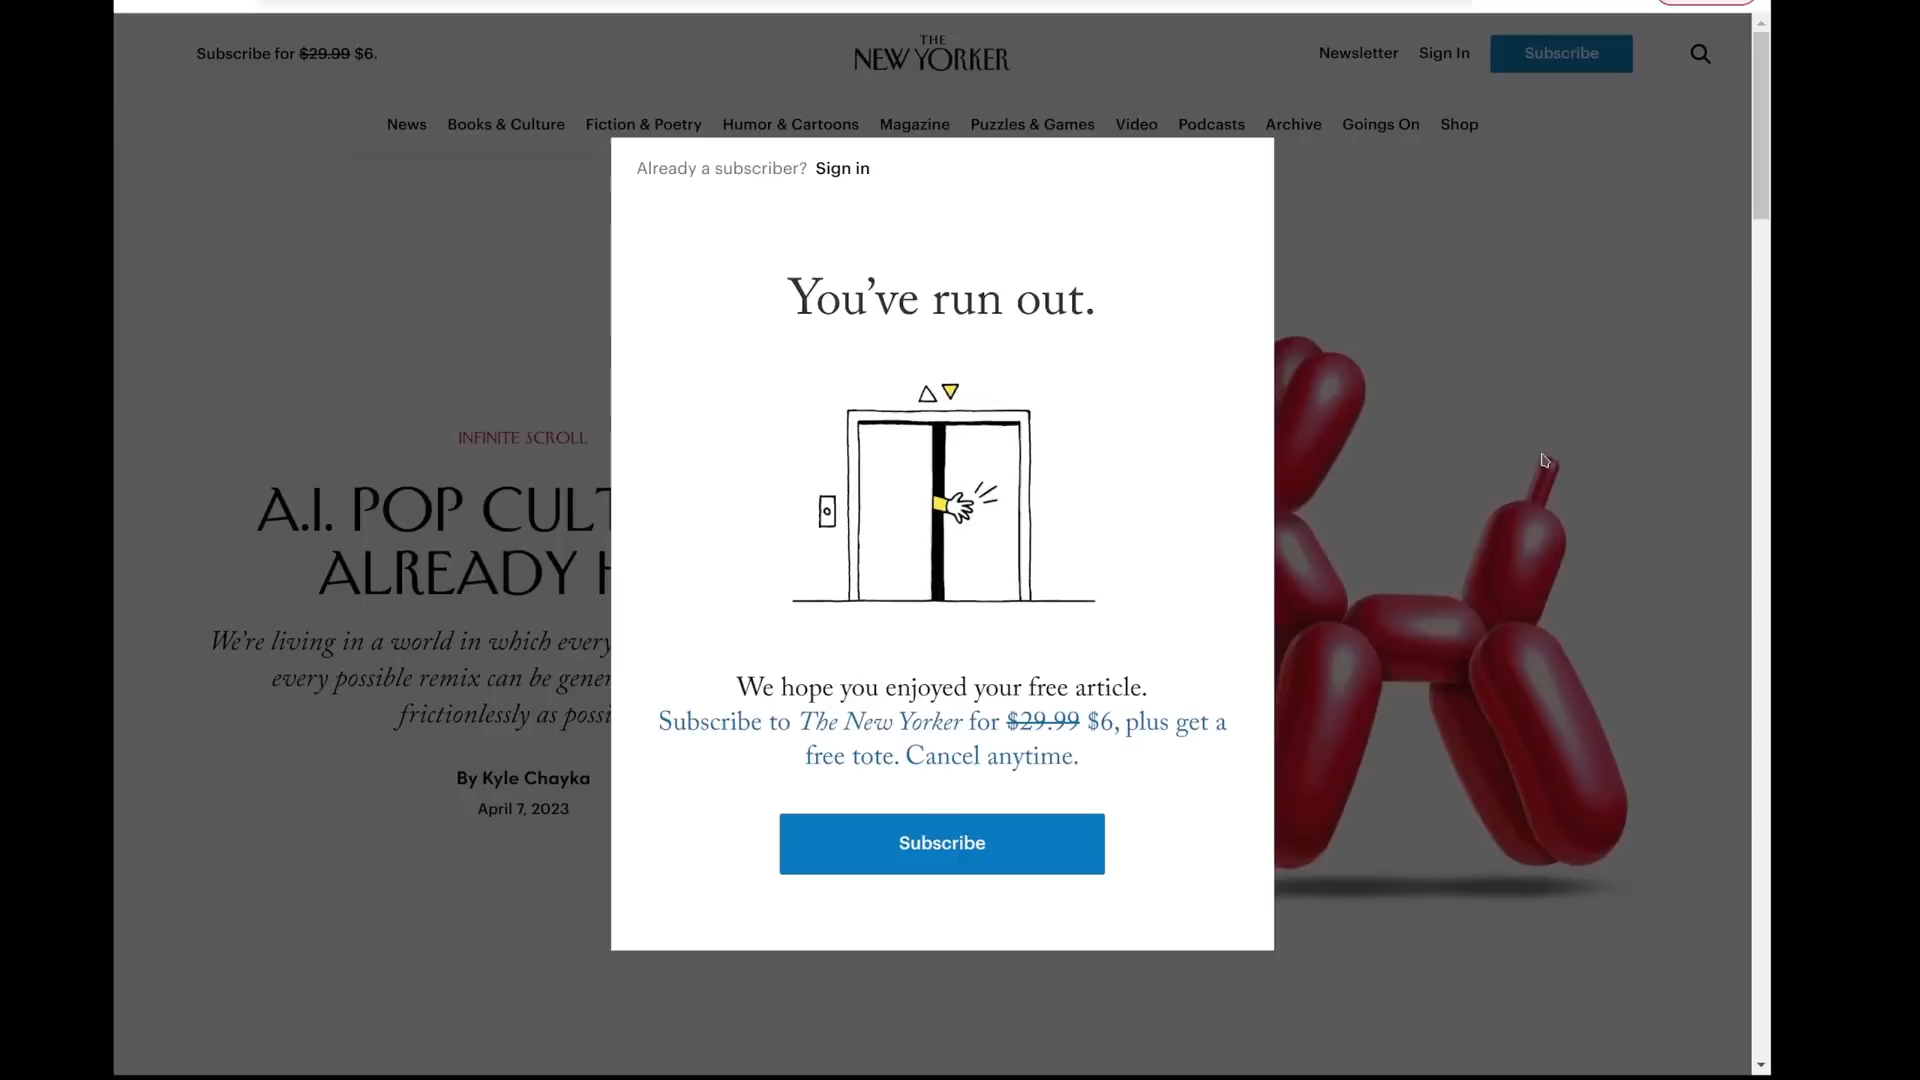 Subscribe for $29.99 $6.
THE
NEW YORKER
Newsletter Sign In Subscribe
News Books & Culture Fiction & Poetry Humor & Cartoons Magazine Puzzles & Games Video Podcasts Archive Goings On Shop
Already a subscriber? Sign in
You've run out.
INFINITE SCROLL
A.I. POP CULT
ALREADY H
We're living in a world in which every
every possible remix can be gener
frictionlessly as possi
By Kyle Chayka
April 7, 2023
We hope you enjoyed your free article.
Subscribe to The New Yorker for $29.99 $6, plus get a
free tote. Cancel anytime.
Subscribe